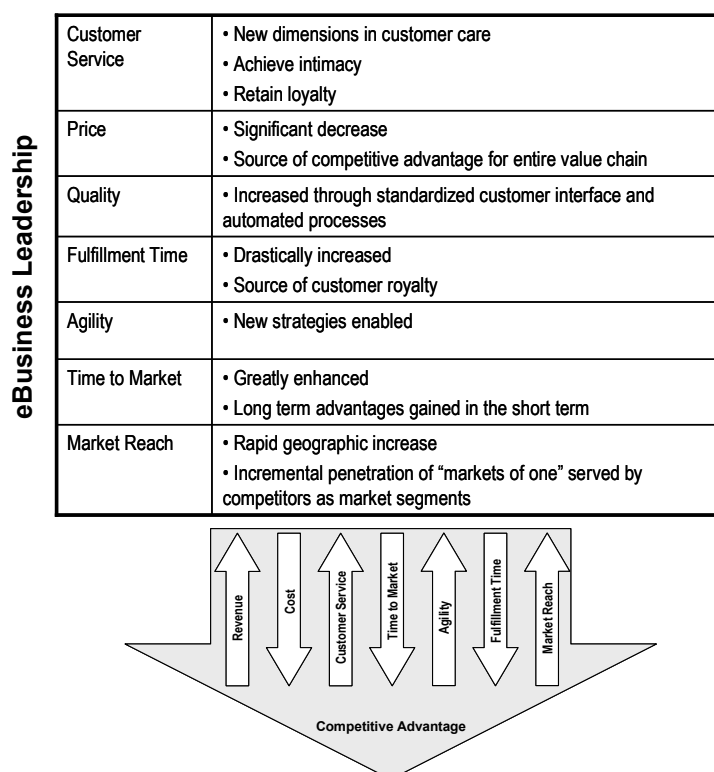 eBusiness Leadership
Customer
Service
• New dimensions in customer care
• Achieve intimacy
• Retain loyalty
Price
• Significant decrease
• Source of competitive advantage for entire value chain
Quality
• Increased through standardized customer interface and
automated processes
Fulfillment Time
• Drastically increased
• Source of customer royalty
Agility
• New strategies enabled
Time to Market
• Greatly enhanced
• Long term advantages gained in the short term
Market Reach
• Rapid geographic increase
• Incremental penetration of “markets of one” served by
competitors as market segments
Revenue
Cost
Customer Service
Time to Market
Agility
Fulfillment Time
Market Reach
Competitive Advantage